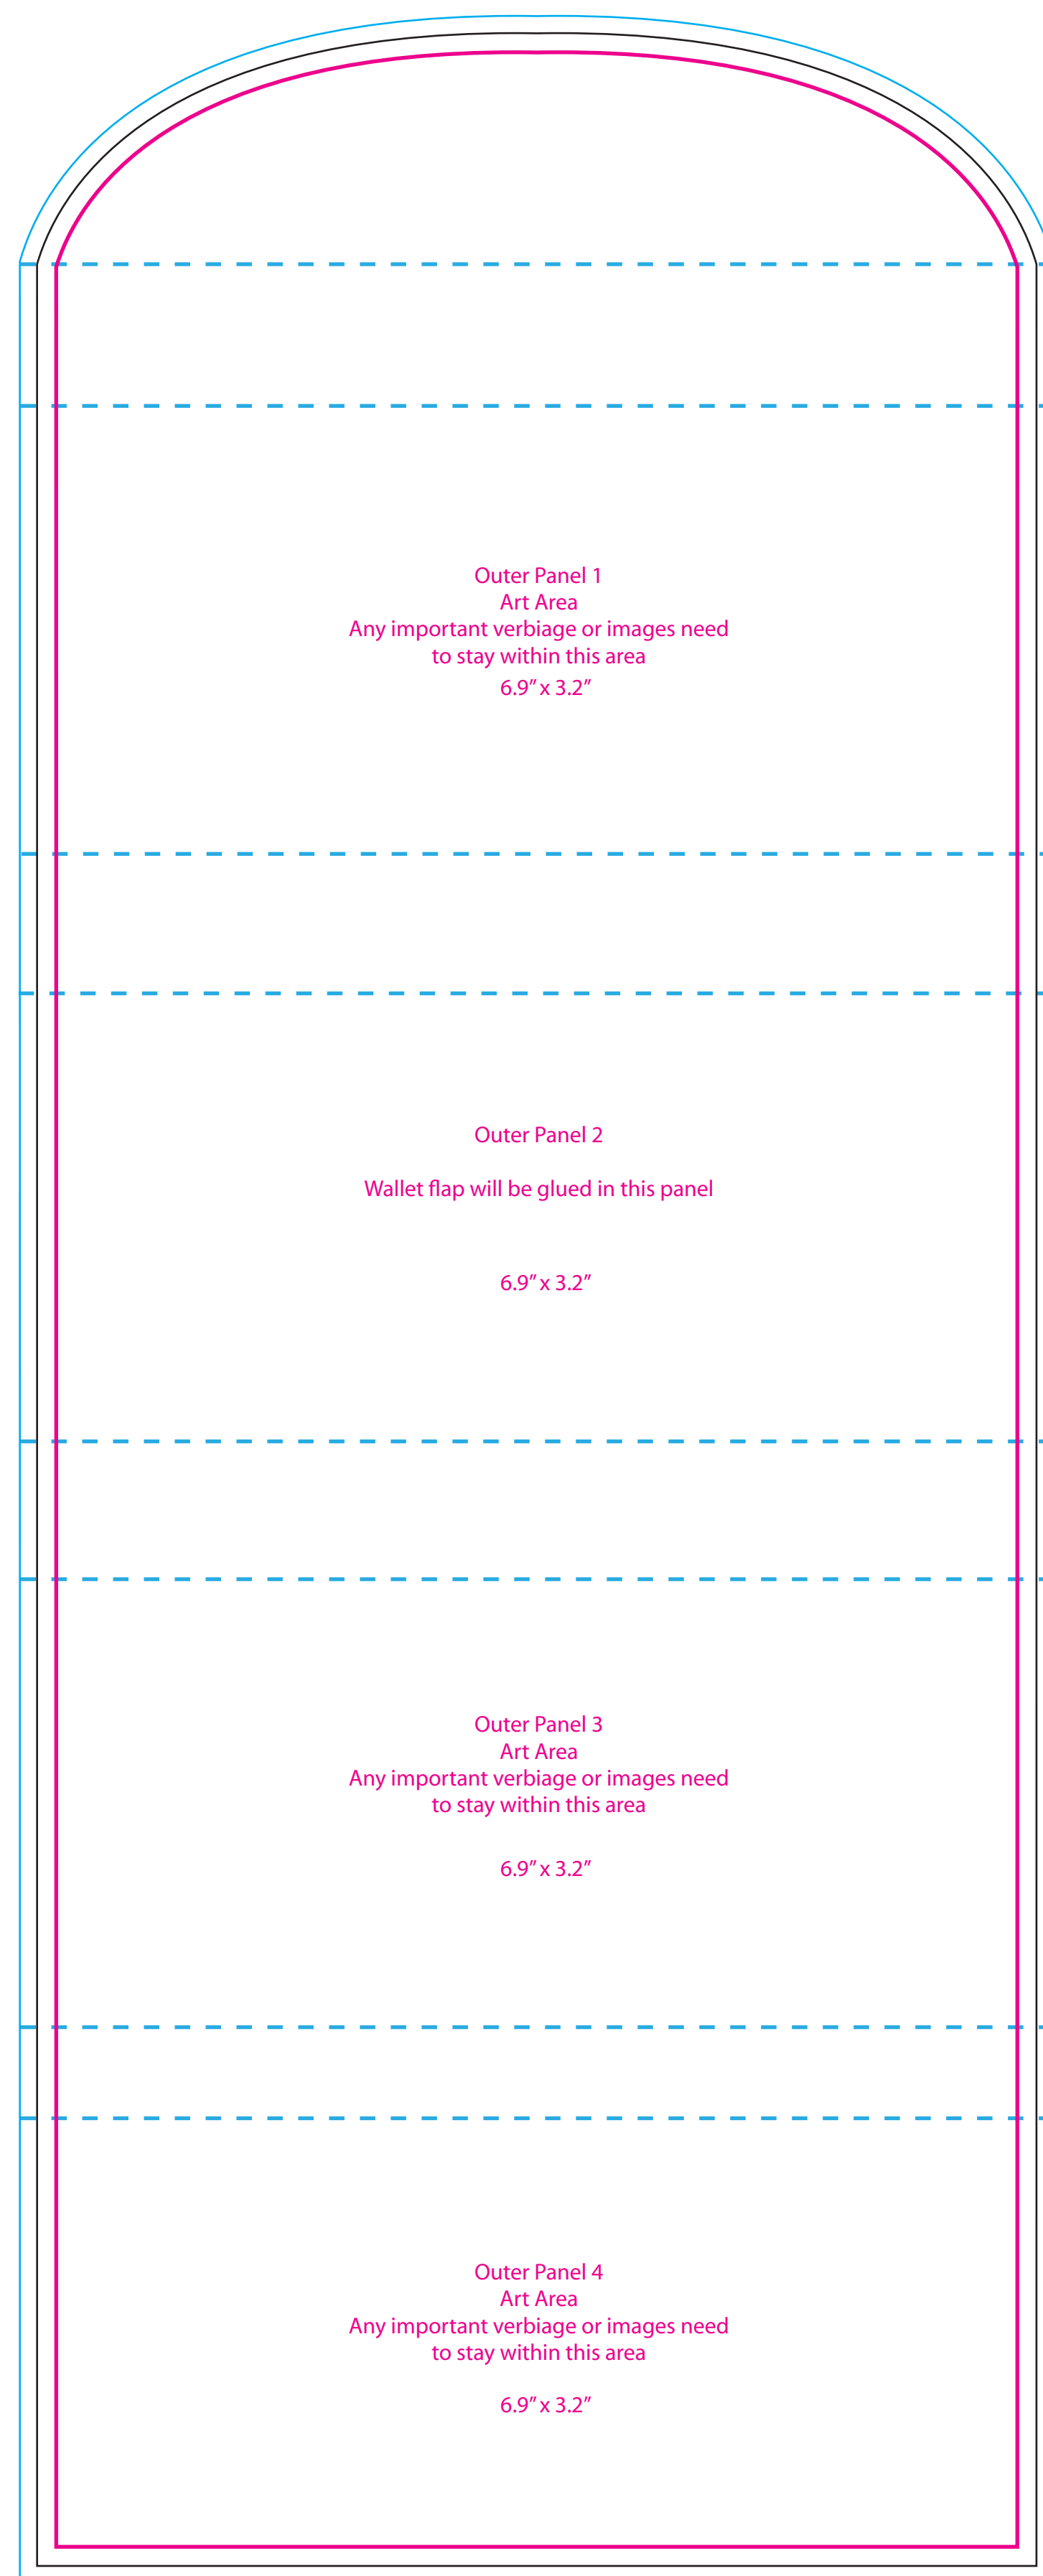 Outer Panel 1
Art Area
Any important verbiage or images need
to stay within this area
6.9” x 3.2”
Outer Panel 2
Wallet flap will be glued in this panel
6.9” x 3.2”
Outer Panel 3
Art Area
Any important verbiage or images need
to stay within this area
6.9” x 3.2”
Outer Panel 4
Art Area
Any important verbiage or images need
to stay within this area
6.9” x 3.2”